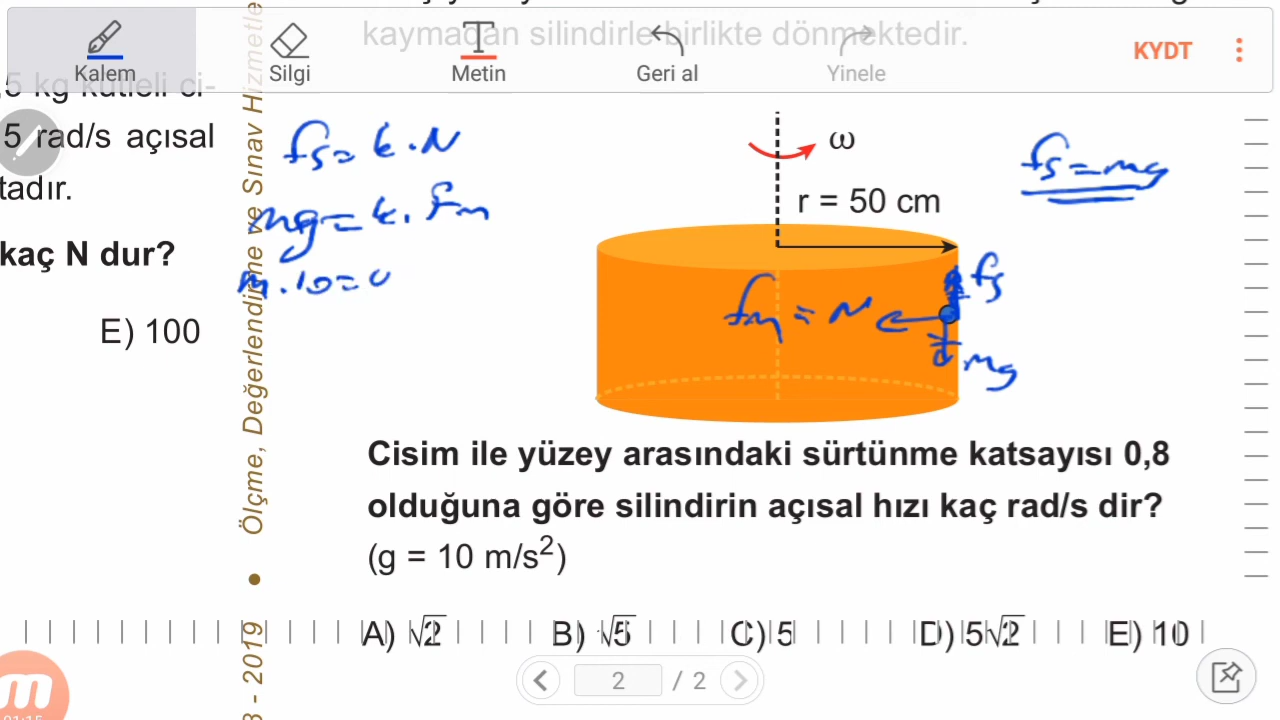 kaymadan silindirle birlikte dönmektedir.
Kalem
Silgi
Metin
Geri al
Yinele
KYDT
,5 kg kütleli ci-
5 rad/s açısal
tadır.
kaç N dur?
E) 100
Ölçme, Değerlendirme ve Sınav Hizmetle
- 2019
fs = k.N
mg = k. Fm
m.10=0
ω
r = 50 cm
fs = mg
fs
fm = N
mg
Cisim ile yüzey arasındaki sürtünme katsayısı 0,8
olduğuna göre silindirin açısal hızı kaç rad/s dir?
(g = 10 m/s²)
A) √2 B) √5 C) 5 D) 5√2 E) 10
2 / 2
m
01:15